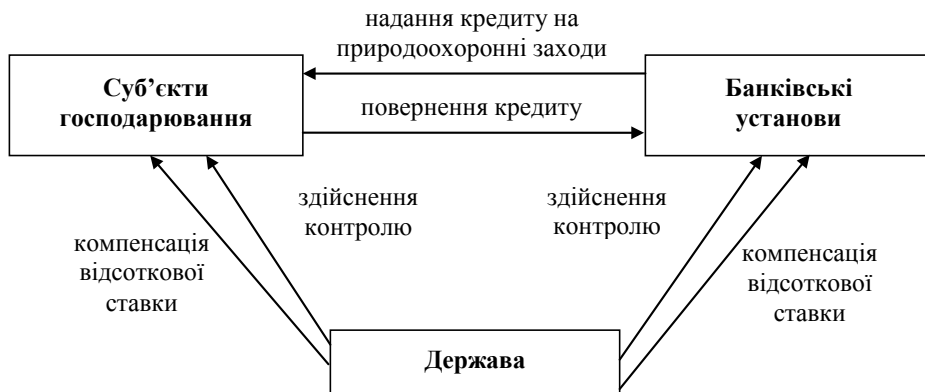 надання кредиту на
природоохоронні заходи
Суб’єкти
господарювання
Банківські
установи
повернення кредиту
здійснення
контролю
здійснення
контролю
компенсація
відсоткової
ставки
компенсація
відсоткової
ставки
Держава